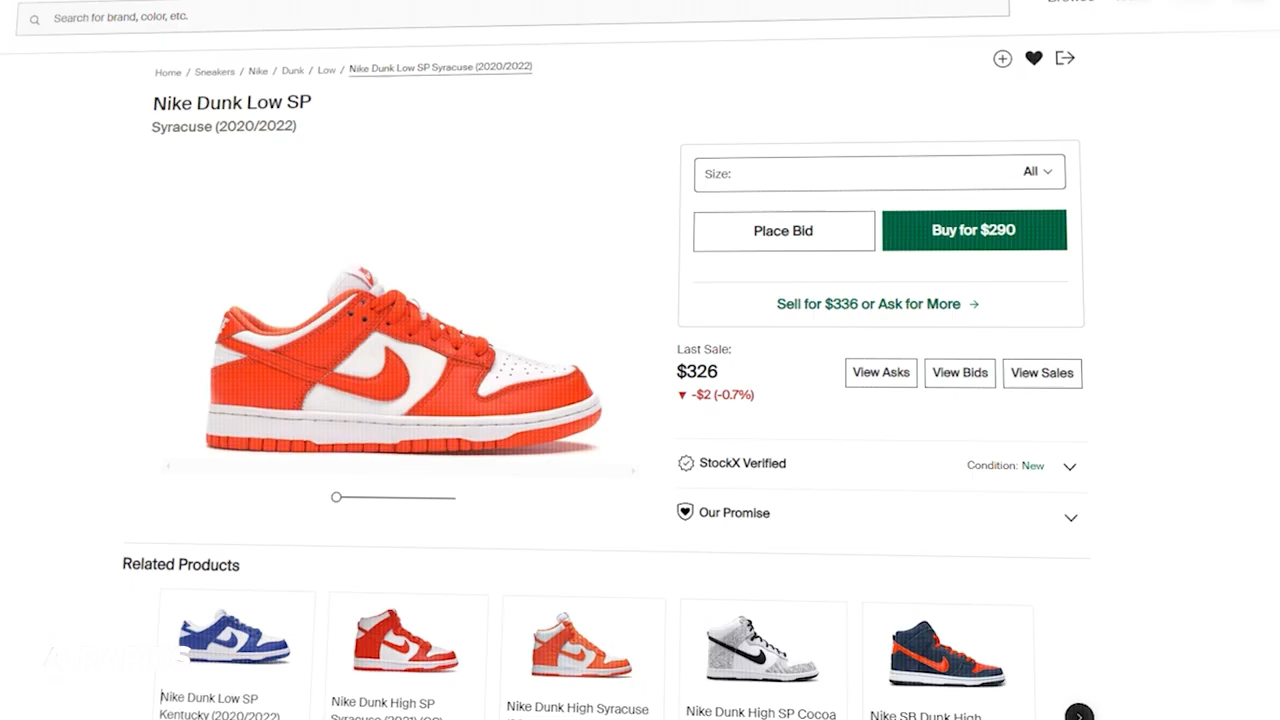 Search for brand, color, etc.
Home / Sneakers / Nike / Dunk / Low / Nike Dunk Low SP Syracuse (2020/2022)
Nike Dunk Low SP
Syracuse (2020/2022)
Size:
All
Place Bid
Buy for $290
Sell for $336 or Ask for More
Last Sale:
$326
▼ -$2 (-0.7%)
View Asks
View Bids
View Sales
StockX Verified
Condition: New
Our Promise
Related Products
Nike Dunk Low SP
Kentucky (2020/2022)
Nike Dunk High SP
Nike Dunk High Syracuse
Nike Dunk High SP Cocoa
Nike SB Dunk High